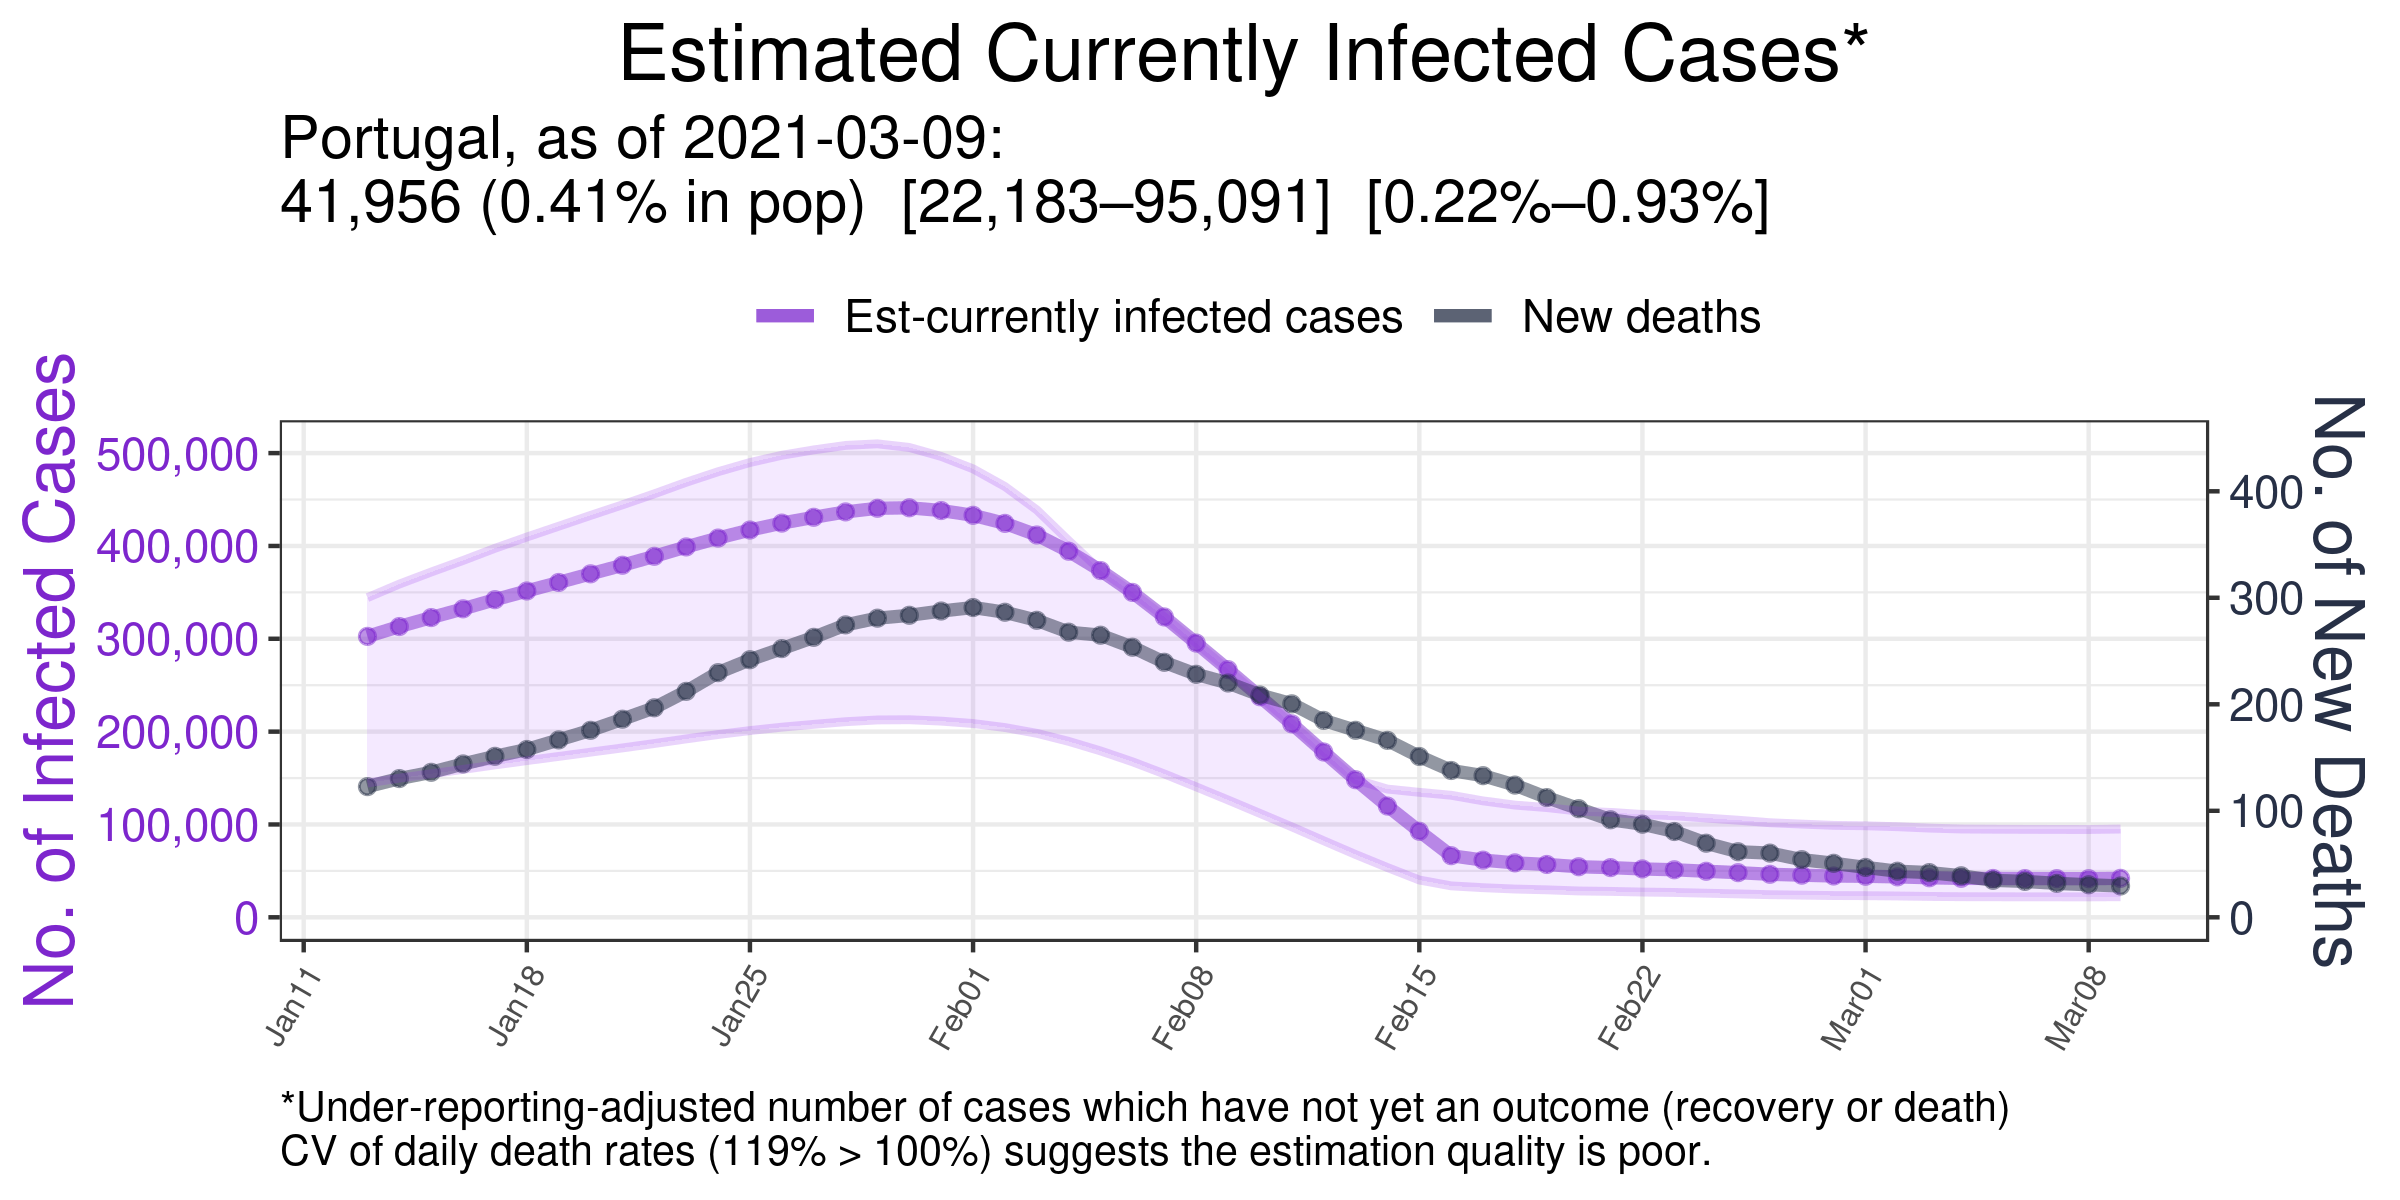 Estimated Currently Infected Cases*
Portugal, as of 2021-03-09:
41,956 (0.41% in pop)  [22,183–95,091]  [0.22%–0.93%]
Est-currently infected cases
New deaths
No. of Infected Cases
500,000
400,000
300,000
200,000
100,000
0
400
300
200
100
0
No. of New Deaths
Jan11
Jan18
Jan25
Feb01
Feb08
Feb15
Feb22
Mar01
Mar08
*Under-reporting-adjusted number of cases which have not yet an outcome (recovery or death)
CV of daily death rates (119% > 100%) suggests the estimation quality is poor.